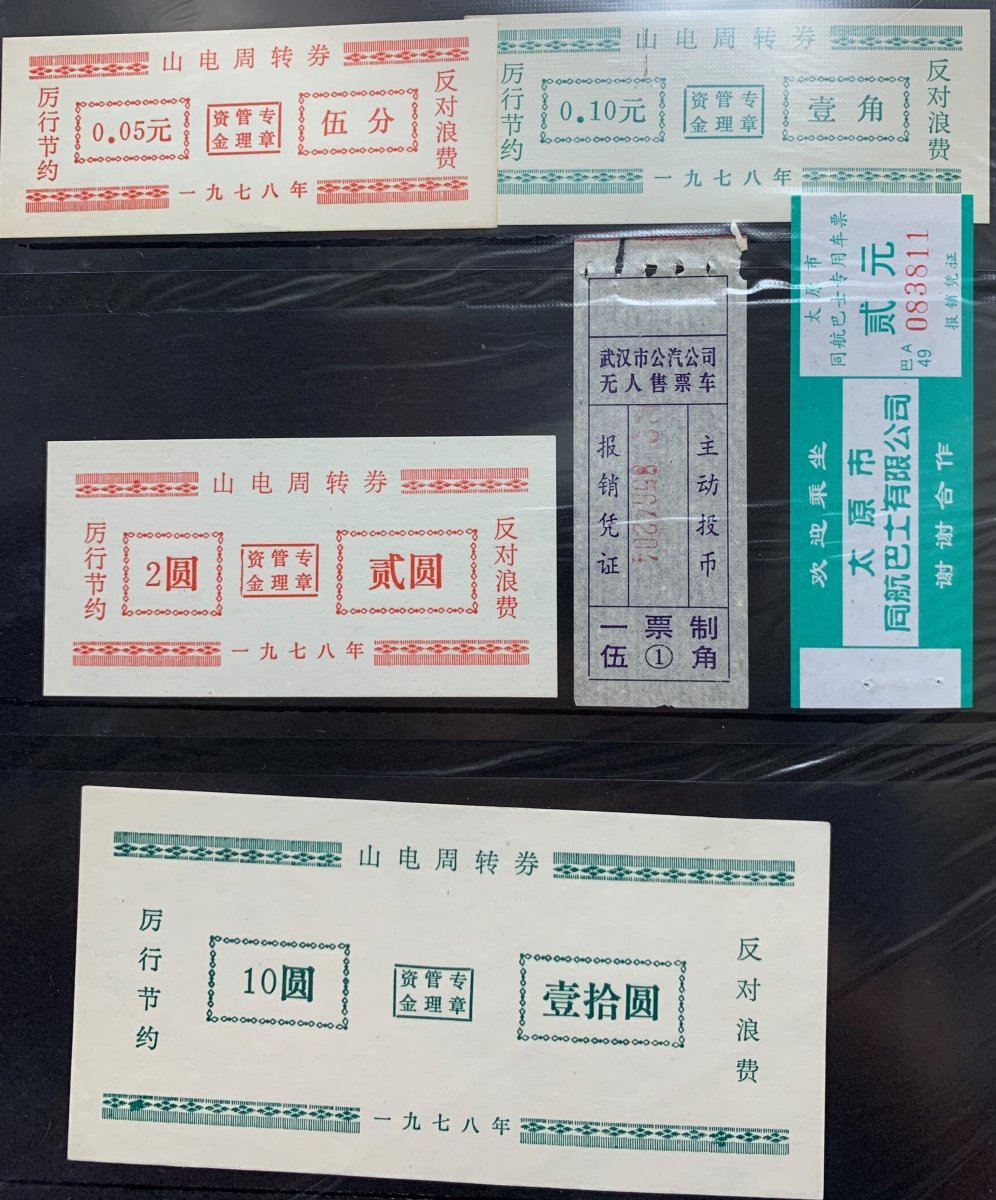 山电周转券
厉行节约
0.05元
资管专
金理章
伍分
反对浪费
一九七八年
山电周转券
厉行节约
0.10元
资管专
金理章
壹角
反对浪费
一九七八年
山电周转券
厉行节约
2圆
资管专
金理章
贰圆
反对浪费
一九七八年
武汉市公汽公司
无人售票车
报销凭证
主动投币
一票制
伍①角
太原市
同航巴士专用车票
贰元
巴A
49
083811
报销凭证
欢迎乘坐
太原市
同航巴士有限公司
谢谢合作
山电周转券
厉行节约
10圆
资管专
金理章
壹拾圆
反对浪费
一九七八年